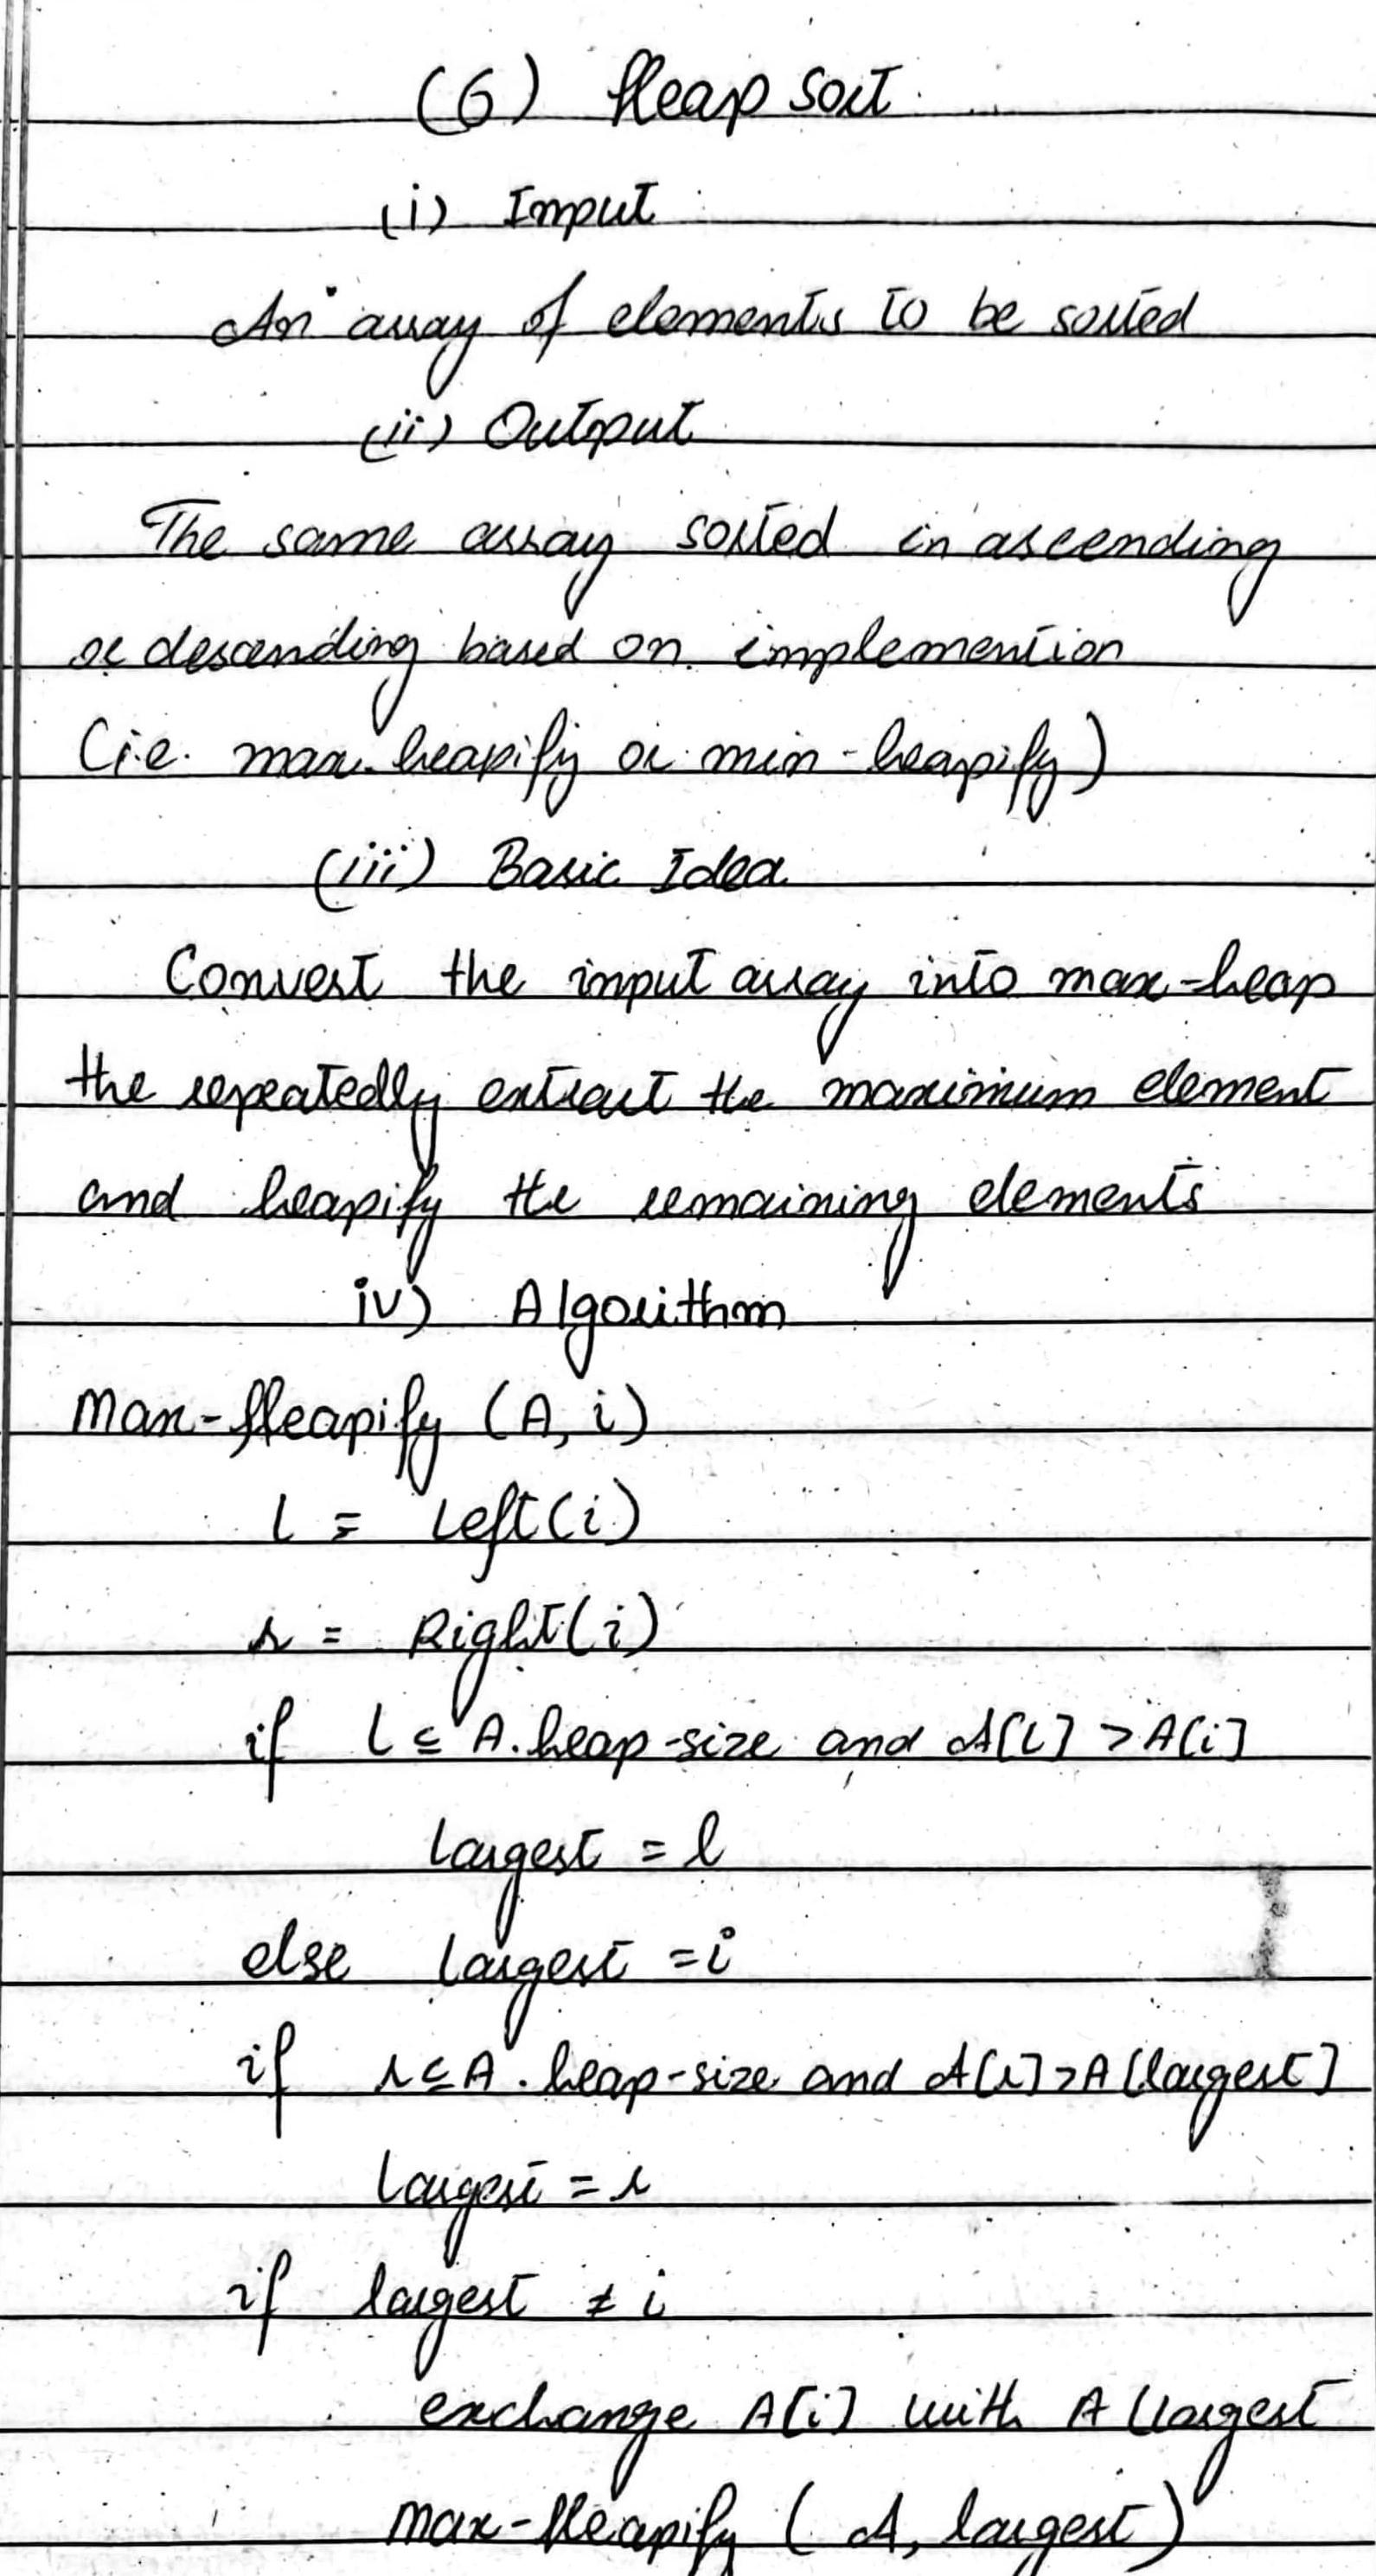 (6) Heap Sort
(i) Input
An array of elements to be sorted
(ii) Output
The same array sorted in ascending
or descending based on implemention
(i.e. max-heapify or min-heapify)
(iii) Basic Idea
Convert the input array into max-heap
the repeatedly extract the maximum element
and heapify the remaining elements
iv) Algorithm
Max-Heapify (A, i)
l = Left(i)
r = Right(i)
if l ≤ A.heap-size and A[l] > A[i]
largest = l
else largest = i
if r ≤ A.heap-size and A[r] > A[largest]
largest = r
if largest ≠ i
exchange A[i] with A[largest
Max-Heapify (A, largest)